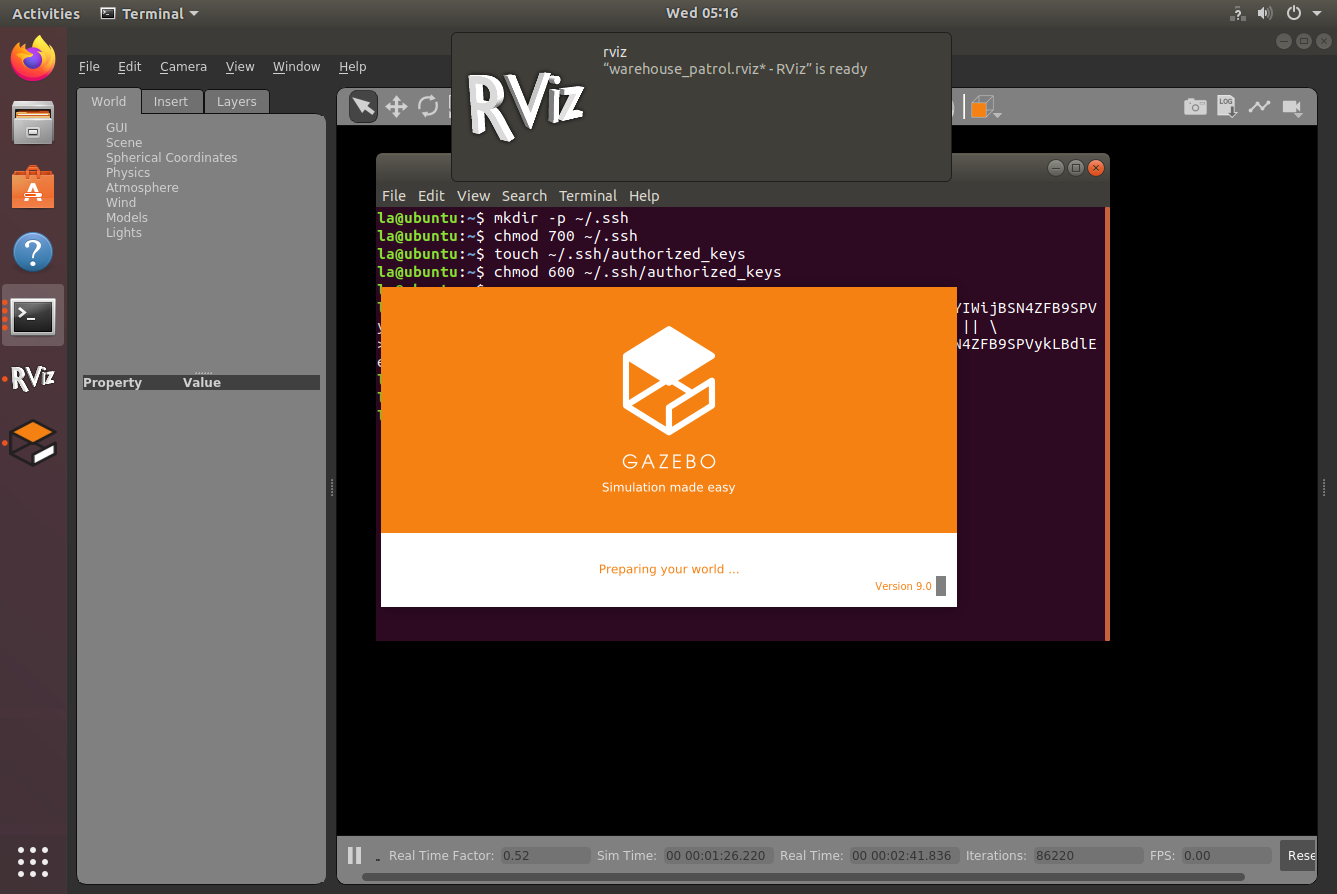 Activities
Terminal
Wed 05:16
rviz
“warehouse_patrol.rviz* - RViz” is ready
RViz
File Edit Camera View Window Help
World Insert Layers
GUI
Scene
Spherical Coordinates
Physics
Atmosphere
Wind
Models
Lights
Property Value
LOG
File Edit View Search Terminal Help
la@ubuntu:~$ mkdir -p ~/.ssh
la@ubuntu:~$ chmod 700 ~/.ssh
la@ubuntu:~$ touch ~/.ssh/authorized_keys
la@ubuntu:~$ chmod 600 ~/.ssh/authorized_keys
YIWijBSN4ZFB9SPV
|| \
N4ZFB9SPVykLBdlE
GAZEBO
Simulation made easy
Preparing your world ...
Version 9.0
RViz
Real Time Factor: 0.52 Sim Time: 00 00:01:26.220 Real Time: 00 00:02:41.836 Iterations: 86220 FPS: 0.00 Rese